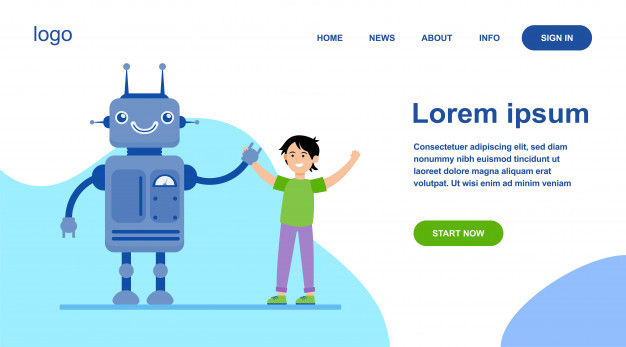 logo
HOME NEWS ABOUT INFO SIGN IN
Lorem ipsum
Consectetuer adipiscing elit, sed diam
nonummy nibh euismod tincidunt ut
laoreet dolore magna aliquam erat
volutpat. Ut wisi enim ad minim veniam
START NOW